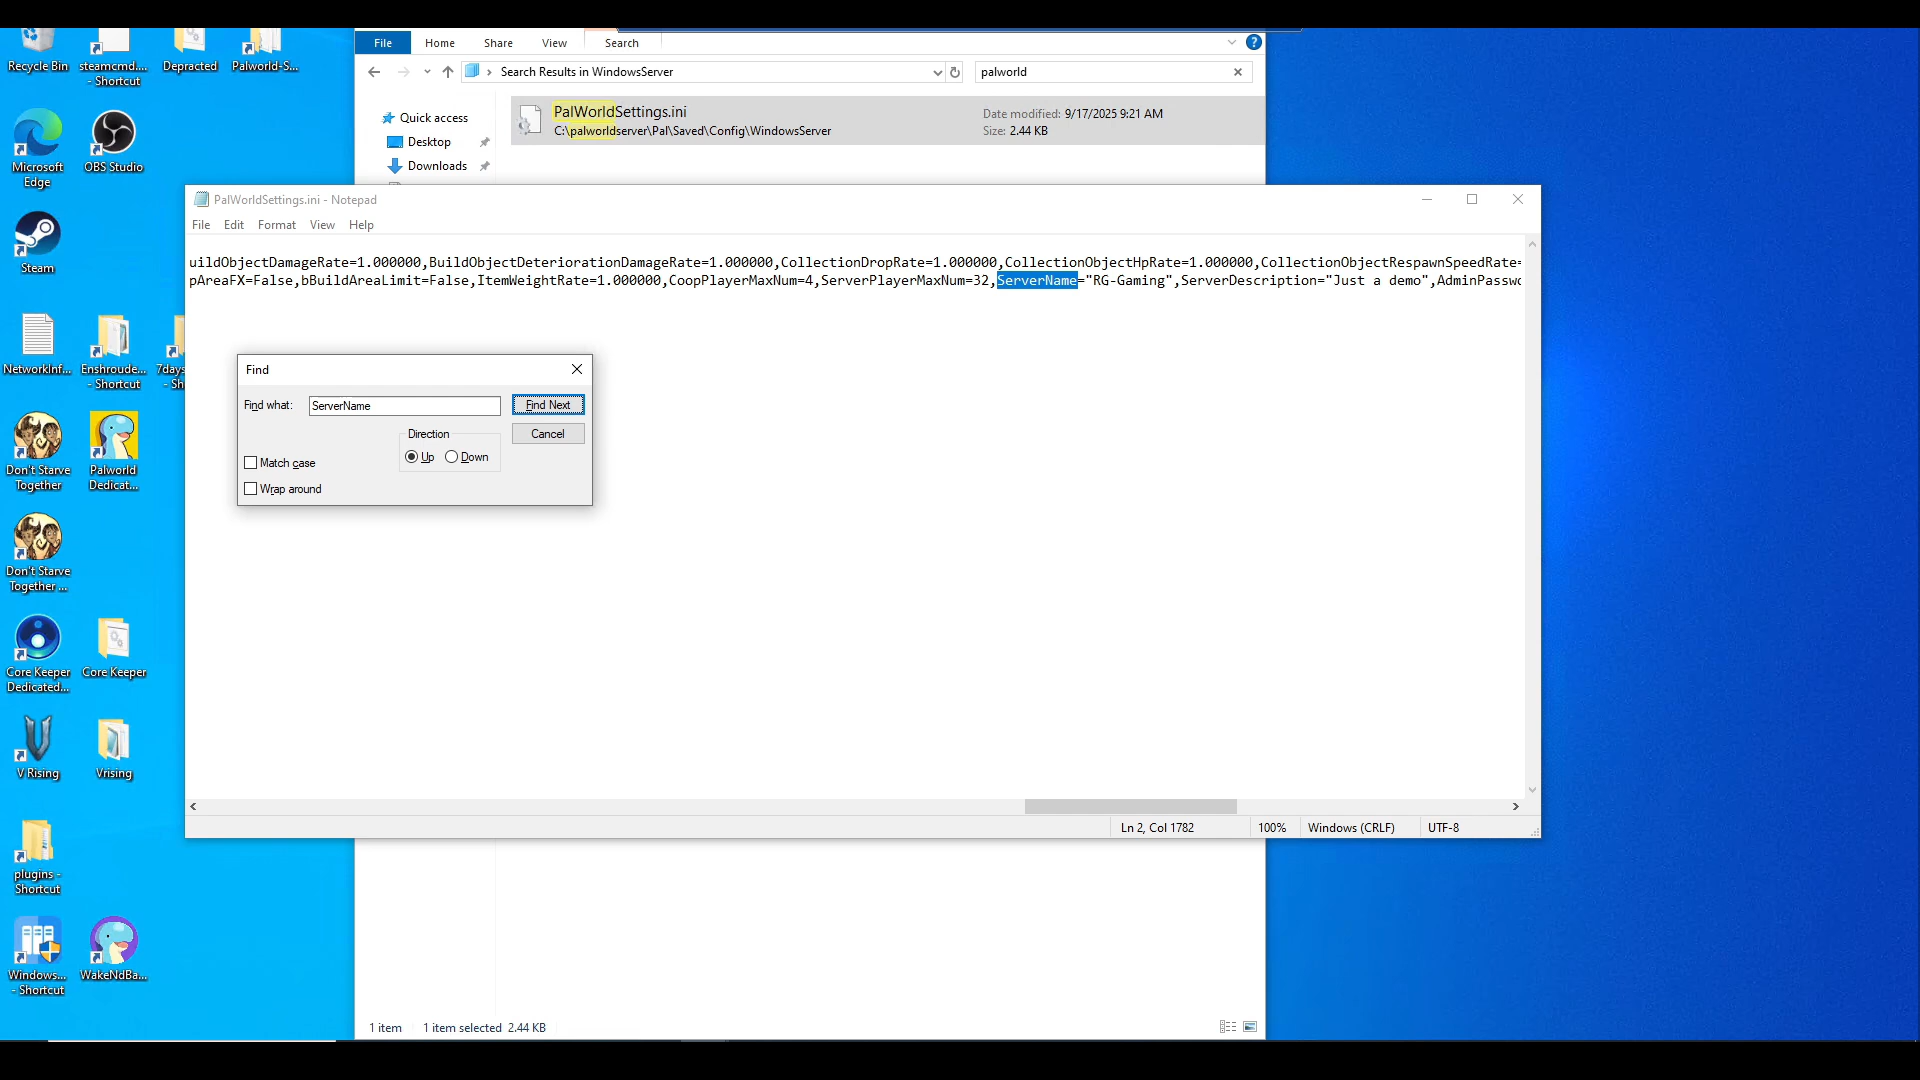 File Home Share View Search
Search Results in WindowsServer
palworld
Quick access
Desktop
Downloads
PalWorldSettings.ini
C:\palworldserver\Pal\Saved\Config\WindowsServer
Date modified: 9/17/2025 9:21 AM
Size: 2.44 KB
PalWorldSettings.ini - Notepad
File Edit Format View Help
uildObjectDamageRate=1.000000,BuildObjectDeteriorationDamageRate=1.000000,CollectionDropRate=1.000000,CollectionObjectHpRate=1.000000,CollectionObjectRespawnSpeedRate=
pAreaFX=False,bBuildAreaLimit=False,ItemWeightRate=1.000000,CoopPlayerMaxNum=4,ServerPlayerMaxNum=32,ServerName="RG-Gaming",ServerDescription="Just a demo",AdminPasswo
Find
Find what: ServerName
Find Next
Cancel
Direction
Up Down
Match case
Wrap around
Ln 2, Col 1782 100% Windows (CRLF) UTF-8
1 item 1 item selected 2.44 KB
Recycle Bin
steamcmd....
- Shortcut
Depracted
Palworld-S...
Microsoft
Edge
OBS Studio
Steam
NetworkInf...
Enshroude...
- Shortcut
7days
- Sh
Don't Starve
Together
Palworld
Dedicat...
Don't Starve
Together ...
Core Keeper
Dedicated...
Core Keeper
V Rising
Vrising
plugins -
Shortcut
Windows...
- Shortcut
WakeNdBa...